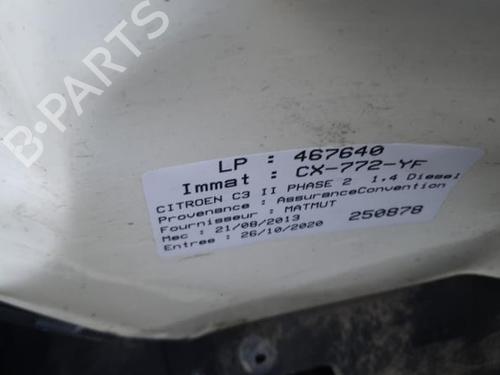 B-PARTS
LP : 467640
Immat : CX-772-YF
CITROEN C3 II PHASE 2 1.4 Diesel
Provenance : AssuranceConvention
Fournisseur : MATMUT
Mec : 21/08/2013
Entree : 26/10/2020
250878